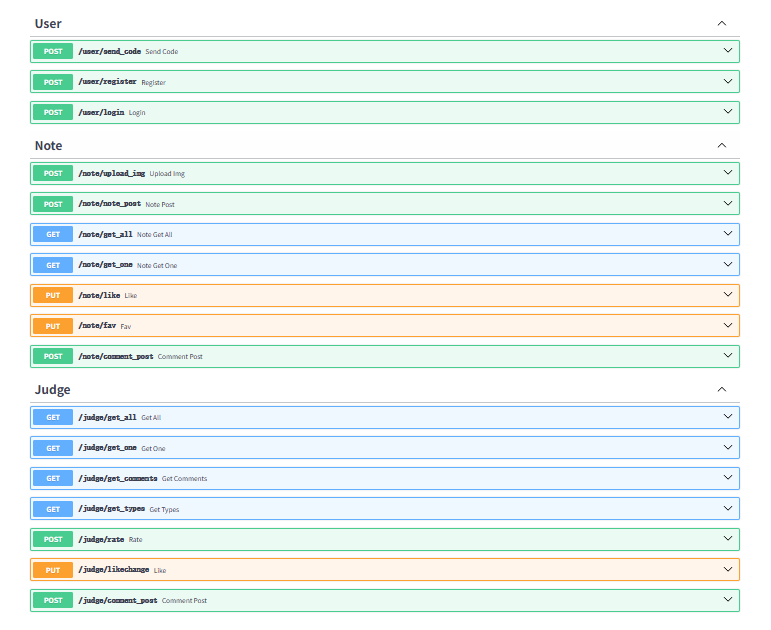 User
POST /user/send_code Send Code
POST /user/register Register
POST /user/login Login
Note
POST /note/upload_img Upload Img
POST /note/note_post Note Post
GET /note/get_all Note Get All
GET /note/get_one Note Get One
PUT /note/like Like
PUT /note/fav Fav
POST /note/comment_post Comment Post
Judge
GET /judge/get_all Get All
GET /judge/get_one Get One
GET /judge/get_comments Get Comments
GET /judge/get_types Get Types
POST /judge/rate Rate
PUT /judge/likechange Like
POST /judge/comment_post Comment Post